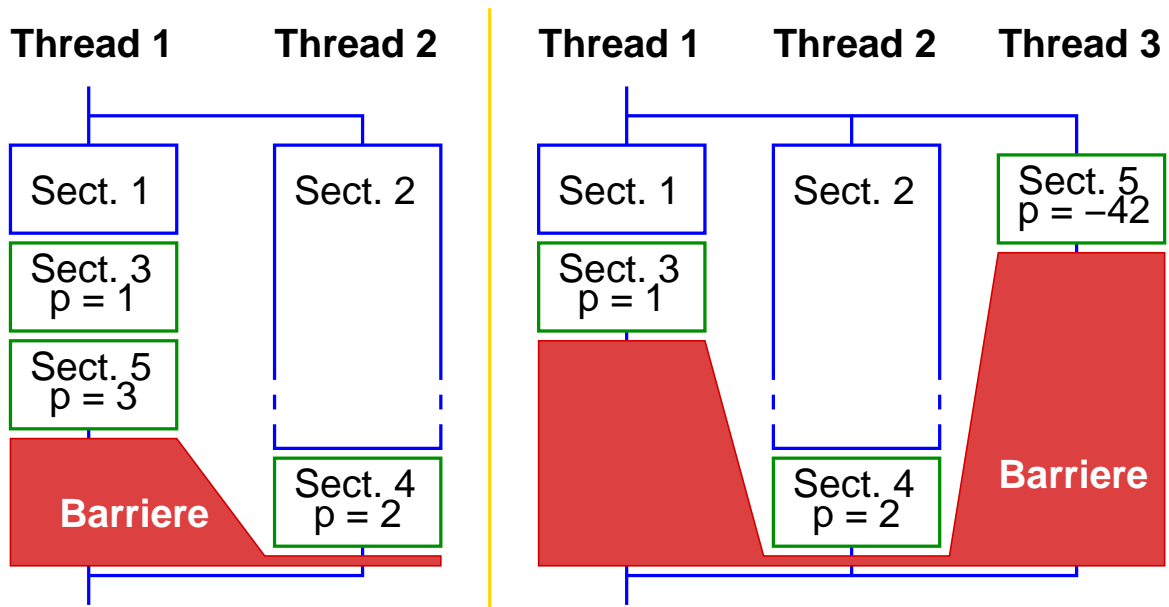 Thread 1
Thread 2
Sect. 1
Sect. 2
Sect. 3
p = 1
Sect. 5
p = 3
Sect. 4
p = 2
Barriere
Thread 1
Thread 2
Thread 3
Sect. 1
Sect. 2
Sect. 5
p = −42
Sect. 3
p = 1
Sect. 4
p = 2
Barriere